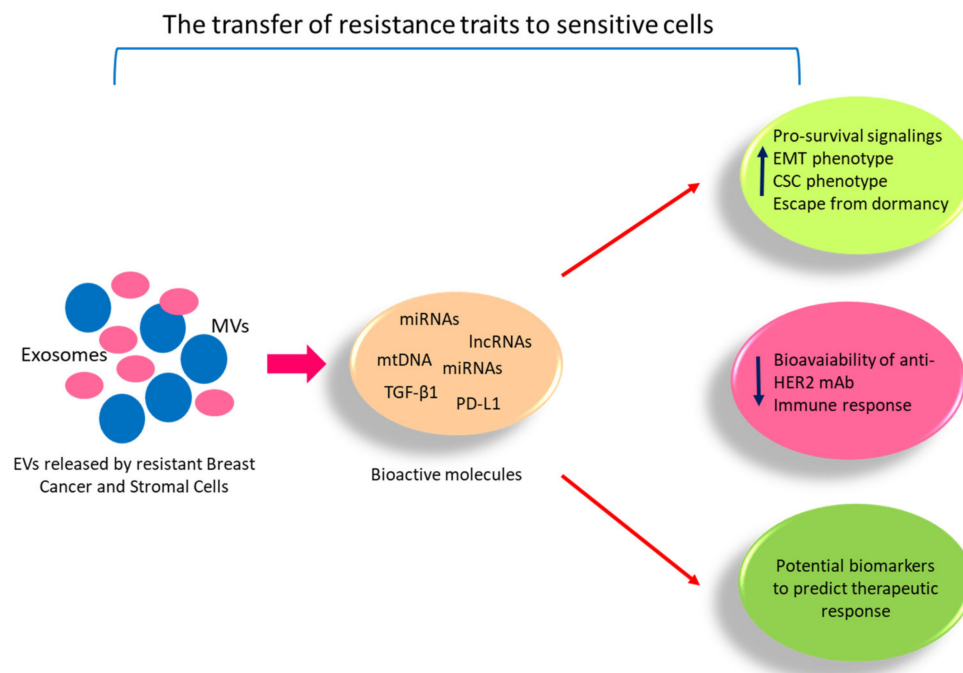 The transfer of resistance traits to sensitive cells
Pro-survival signalings
EMT phenotype
CSC phenotype
Escape from dormancy
MVs
Exosomes
EVs released by resistant Breast
Cancer and Stromal Cells
miRNAs
lncRNAs
mtDNA
miRNAs
TGF-β1
PD-L1
Bioactive molecules
Bioavaiability of anti-
HER2 mAb
Immune response
Potential biomarkers
to predict therapeutic
response